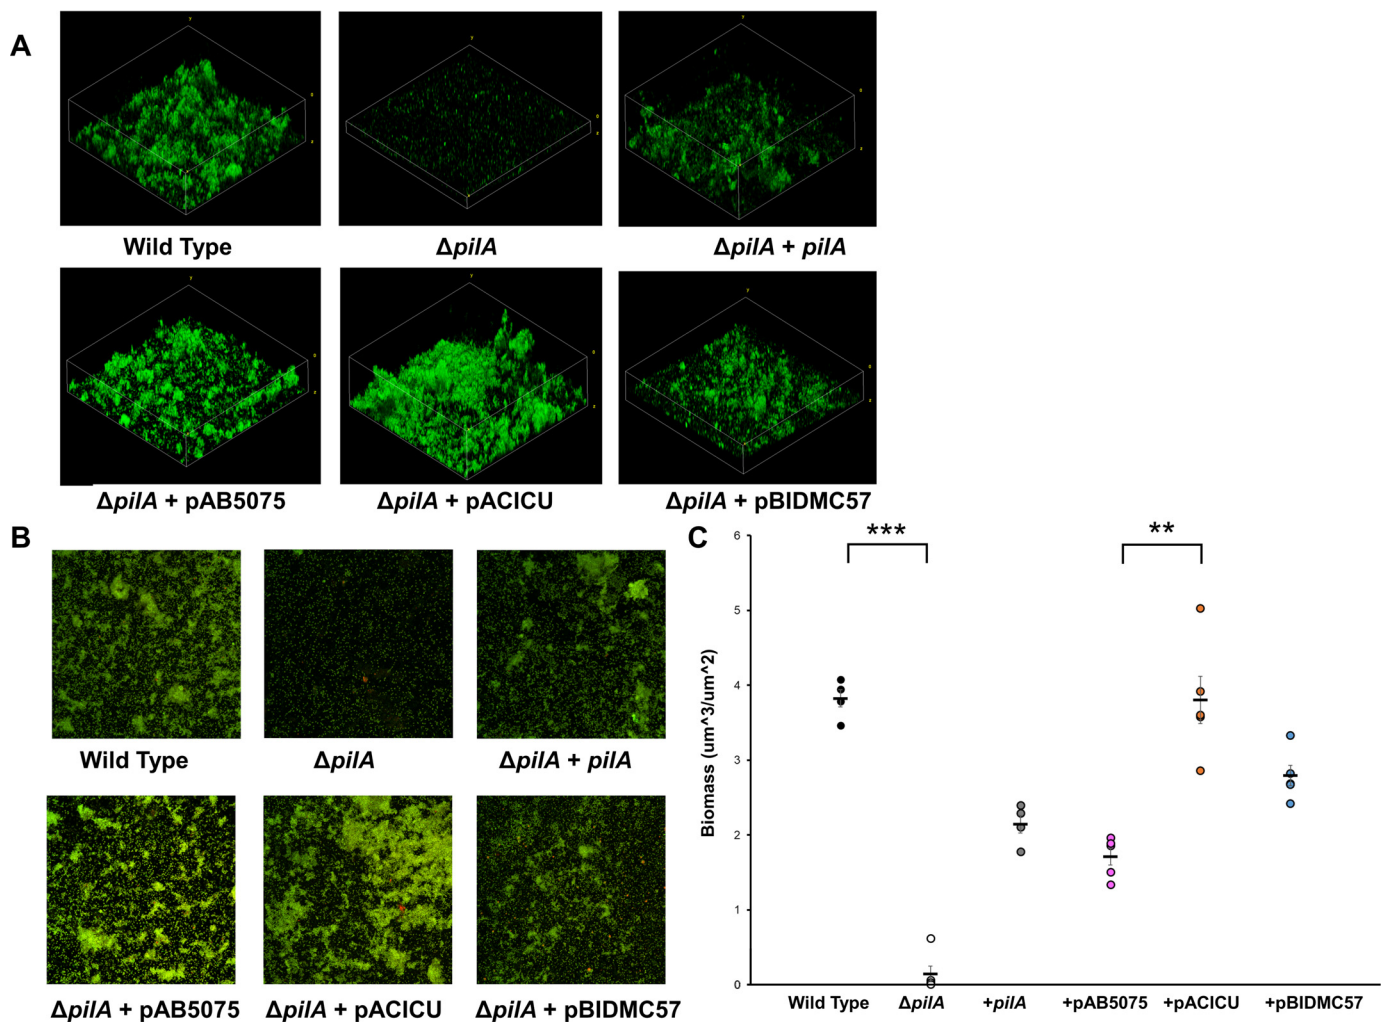 A
Wild Type
ΔpilA
ΔpilA + pilA
ΔpilA + pAB5075
ΔpilA + pACICU
ΔpilA + pBIDMC57
B
Wild Type
ΔpilA
ΔpilA + pilA
ΔpilA + pAB5075
ΔpilA + pACICU
ΔpilA + pBIDMC57
C
Biomass (um^3/um^2)
6
5
4
3
2
1
0
***
**
Wild Type
ΔpilA
+pilA
+pAB5075
+pACICU
+pBIDMC57